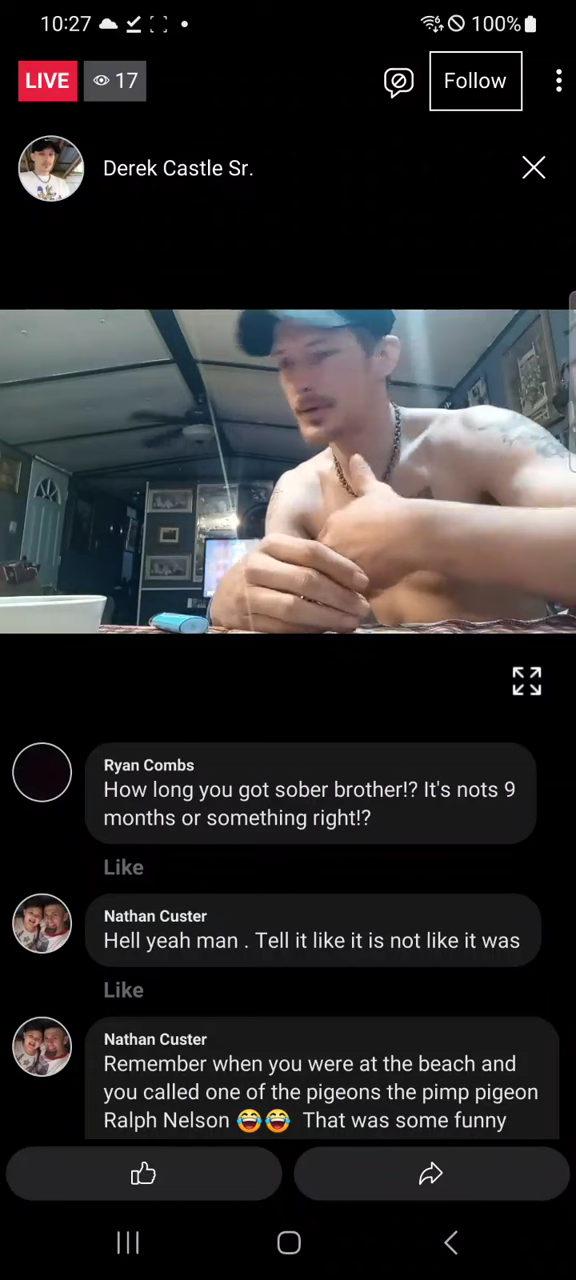 10:27
100%
LIVE
17
Follow
Derek Castle Sr.
Ryan Combs
How long you got sober brother!? It's nots 9
months or something right!?
Like
Nathan Custer
Hell yeah man . Tell it like it is not like it was
Like
Nathan Custer
Remember when you were at the beach and
you called one of the pigeons the pimp pigeon
Ralph Nelson 😂😂 That was some funny